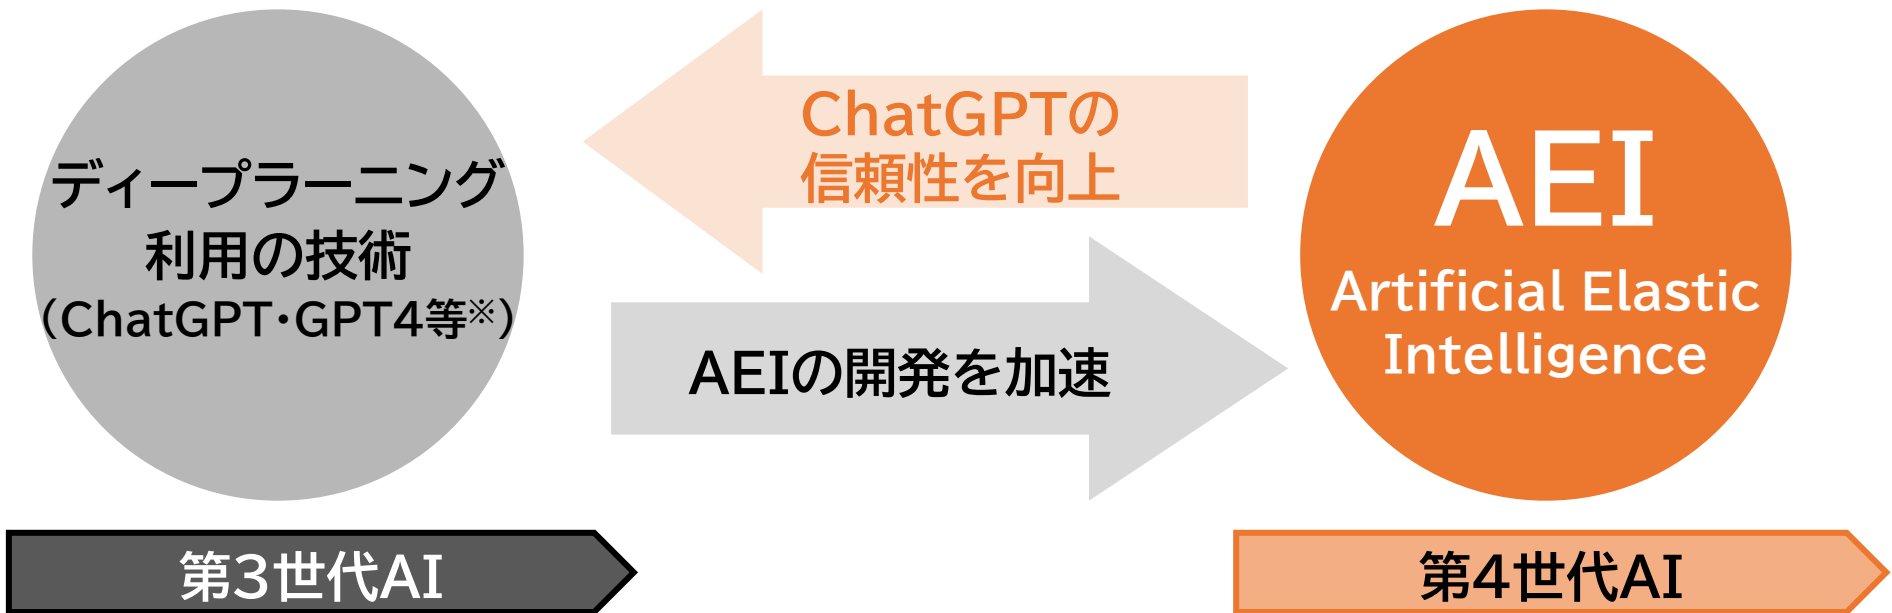 ディープラーニング
利用の技術
（ChatGPT・GPT4等※）
ChatGPTの
信頼性を向上
AEIの開発を加速
AEI
Artificial Elastic
Intelligence
第3世代AI
第4世代AI